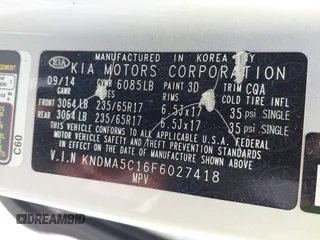 MANUFACTURED IN KOREA BY
KIA KIA MOTORS CORPORATION
09/14 GVWR 6085LB PAINT 3D TRIM CQA
GAWR TIRES RIMS COLD TIRE INFL
FRONT 3064LB 235/65R17 6.5JX17 35 psi SINGLE
REAR 3064LB 235/65R17 6.5JX17 35 psi SINGLE
THIS VEHICLE CONFORMS TO ALL APPLICABLE U.S.A. FEDERAL
MOTOR VEHICLE SAFETY, BUMPER, AND THEFT PREVENTION
STANDARDS IN EFFECT ON THE DATE OF MANUFACTURE
SHOWN ABOVE.
V.I.N KNDMA5C16F6027418
MPV
C60
DREAMBID